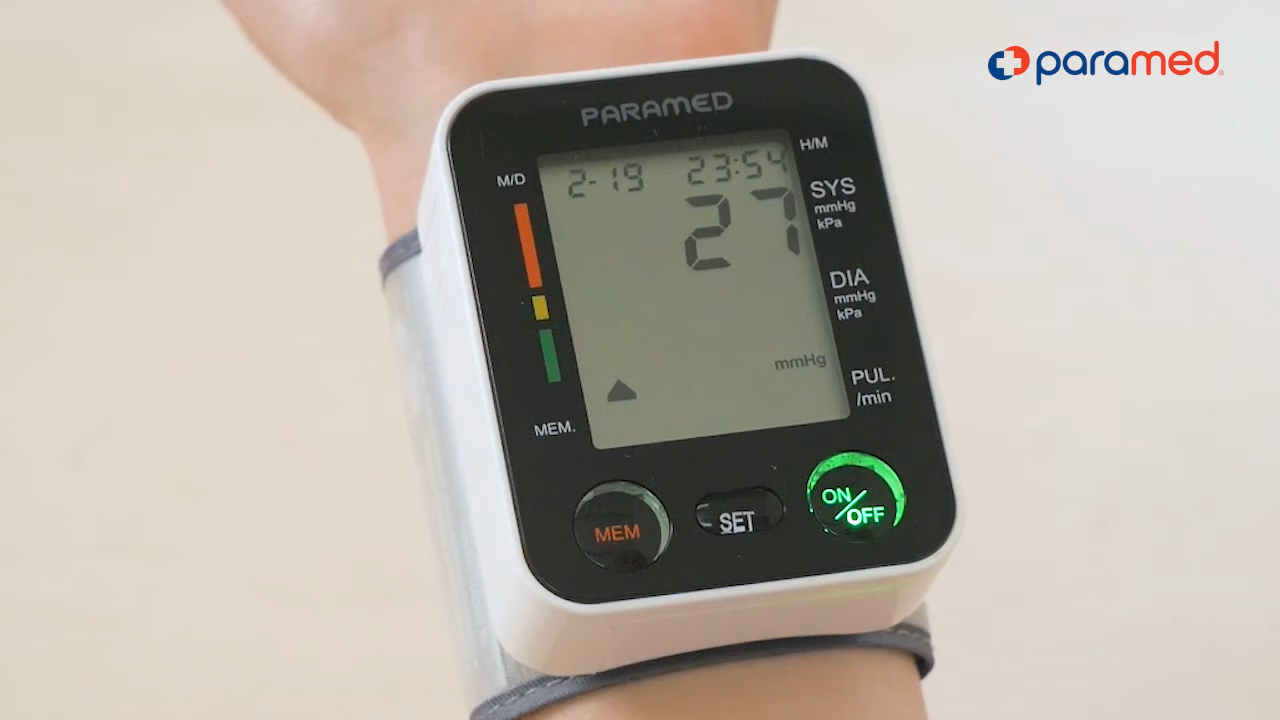 paramed
PARAMED
M/D
2-19 23:54
H/M
27
SYS
mmHg
kPa
DIA
mmHg
kPa
mmHg
PUL.
/min
MEM.
MEM
SET
ON/OFF